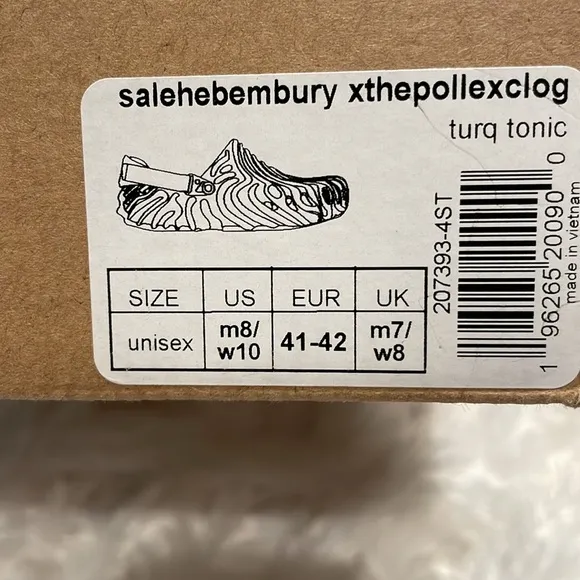 salehebembury xthepollexclog
turq tonic
SIZE US EUR UK
unisex m8/ w10 41-42 m7/ w8
207393-4ST
1 96265 20090 0
made in vietnam